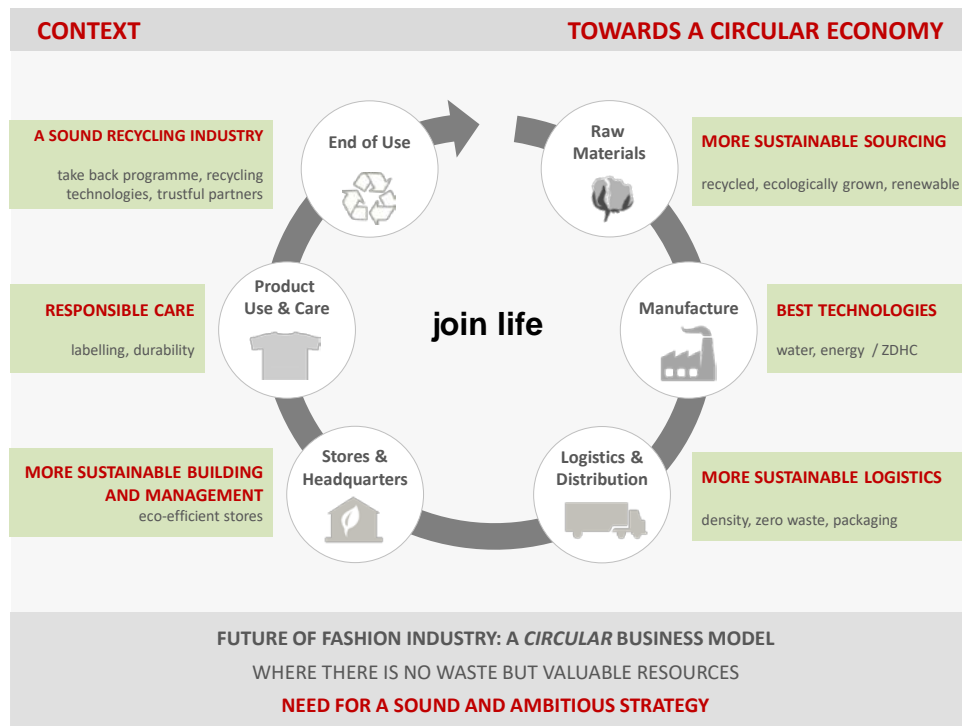 CONTEXT
TOWARDS A CIRCULAR ECONOMY
End of Use
Raw
Materials
A SOUND RECYCLING INDUSTRY
take back programme, recycling
technologies, trustful partners
MORE SUSTAINABLE SOURCING
recycled, ecologically grown, renewable
Product
Use & Care
join life
Manufacture
RESPONSIBLE CARE
labelling, durability
BEST TECHNOLOGIES
water, energy / ZDHC
Stores &
Headquarters
Logistics &
Distribution
MORE SUSTAINABLE BUILDING
AND MANAGEMENT
eco-efficient stores
MORE SUSTAINABLE LOGISTICS
density, zero waste, packaging
FUTURE OF FASHION INDUSTRY: A CIRCULAR BUSINESS MODEL
WHERE THERE IS NO WASTE BUT VALUABLE RESOURCES
NEED FOR A SOUND AND AMBITIOUS STRATEGY